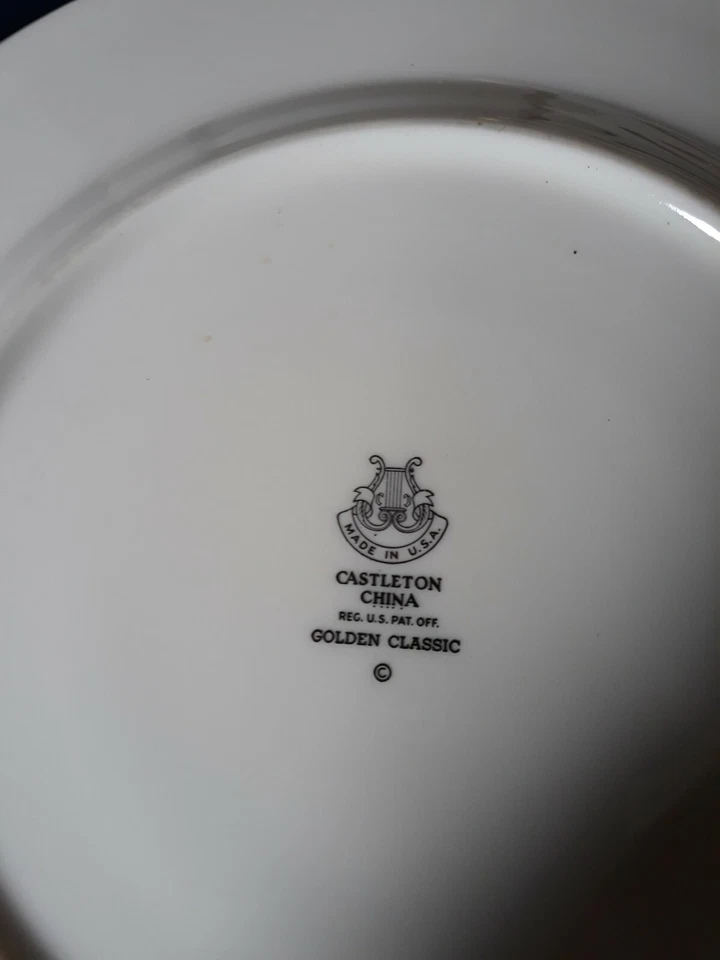 MADE IN U.S.A.
CASTLETON
CHINA
REG. U.S. PAT. OFF.
GOLDEN CLASSIC
©